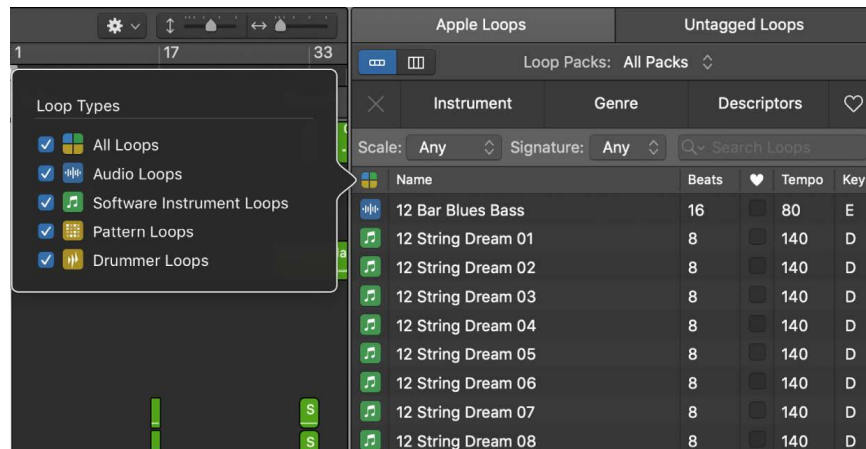 1 17 33
Loop Types
All Loops
Audio Loops
Software Instrument Loops
Pattern Loops
Drummer Loops
S
S
Apple Loops Untagged Loops
Loop Packs: All Packs
Instrument Genre Descriptors
Scale: Any Signature: Any Search Loops
Name Beats Tempo Key
12 Bar Blues Bass 16 80 E
12 String Dream 01 8 140 D
12 String Dream 02 8 140 D
12 String Dream 03 8 140 D
12 String Dream 04 8 140 D
12 String Dream 05 8 140 D
12 String Dream 06 8 140 D
12 String Dream 07 8 140 D
12 String Dream 08 8 140 D